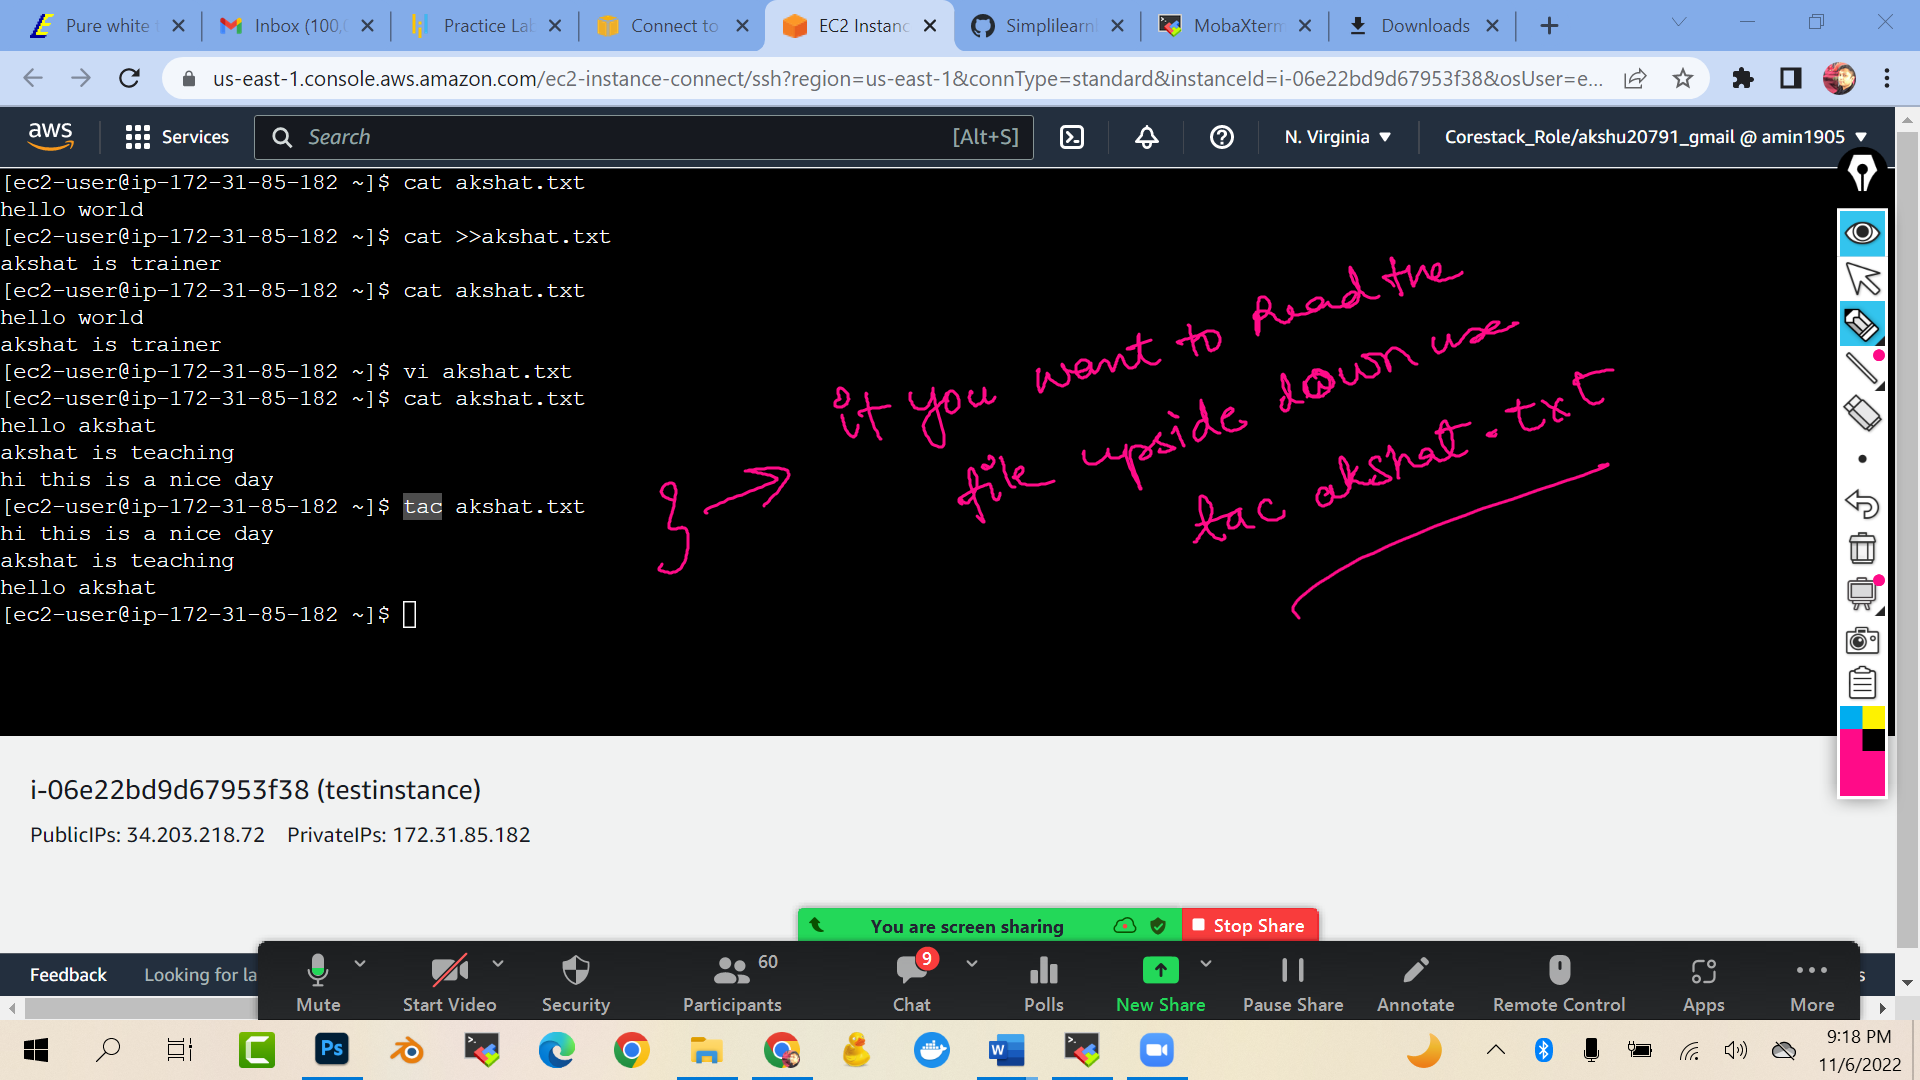 Pure white
Inbox (100,
Practice Lab
Connect to
EC2 Instanc
Simplilearn
MobaXterm
Downloads
us-east-1.console.aws.amazon.com/ec2-instance-connect/ssh?region=us-east-1&connType=standard&instanceId=i-06e22bd9d67953f38&osUser=e...
aws
Services
Search
[Alt+S]
N. Virginia
Corestack_Role/akshu20791_gmail @ amin1905
[ec2-user@ip-172-31-85-182 ~]$ cat akshat.txt
hello world
[ec2-user@ip-172-31-85-182 ~]$ cat >>akshat.txt
akshat is trainer
[ec2-user@ip-172-31-85-182 ~]$ cat akshat.txt
hello world
akshat is trainer
[ec2-user@ip-172-31-85-182 ~]$ vi akshat.txt
[ec2-user@ip-172-31-85-182 ~]$ cat akshat.txt
hello akshat
akshat is teaching
hi this is a nice day
[ec2-user@ip-172-31-85-182 ~]$ tac akshat.txt
hi this is a nice day
akshat is teaching
hello akshat
[ec2-user@ip-172-31-85-182 ~]$
if you want to Read the
file upside down use
tac akshat.txt
i-06e22bd9d67953f38 (testinstance)
PublicIPs: 34.203.218.72 PrivateIPs: 172.31.85.182
You are screen sharing
Stop Share
Feedback
Looking for la
s
60
9
Mute
Start Video
Security
Participants
Chat
Polls
New Share
Pause Share
Annotate
Remote Control
Apps
More
Ps
W
9:18 PM
11/6/2022